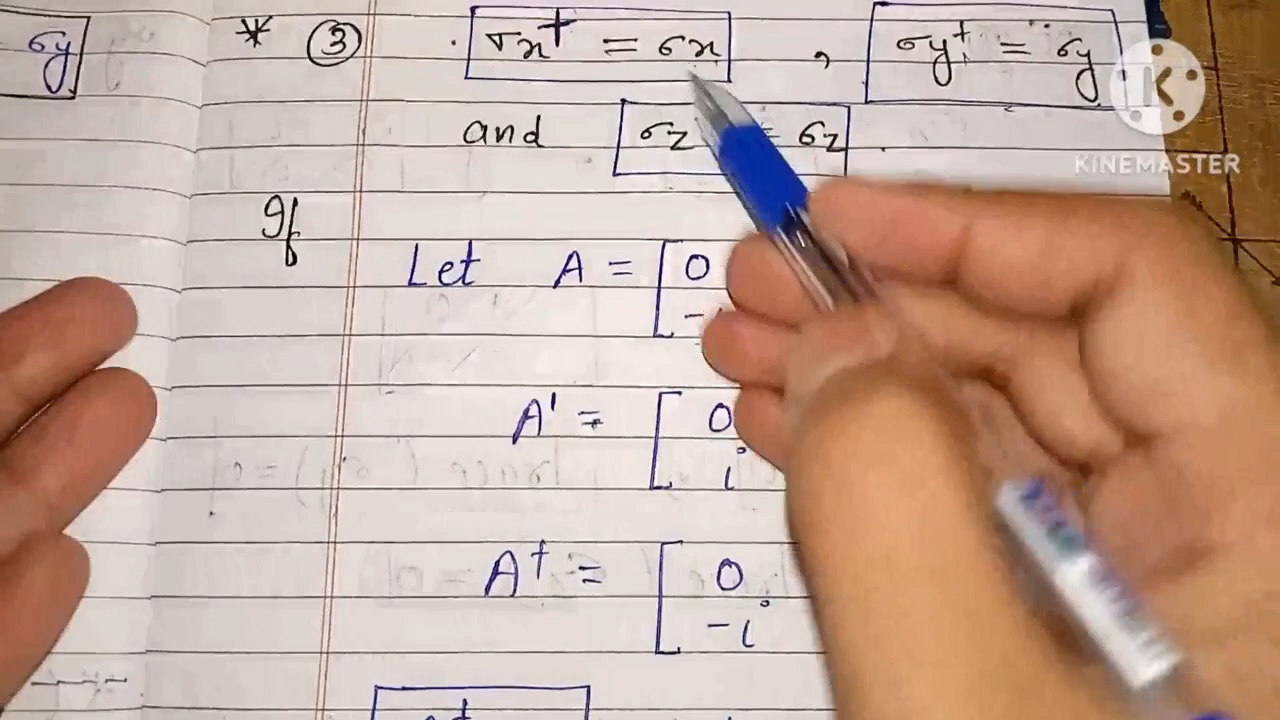 σy * ③ σx† = σx , σy† = σy
and σz = σz
If
Let A = [ 0
A' = [ 0
i
A† = [ 0
-i
KINEMASTER